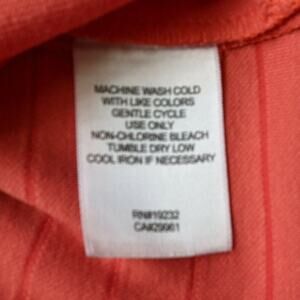 MACHINE WASH COLD
WITH LIKE COLORS
GENTLE CYCLE
USE ONLY
NON-CHLORINE BLEACH
TUMBLE DRY LOW
COOL IRON IF NECESSARY
RN#19232
CA#29961